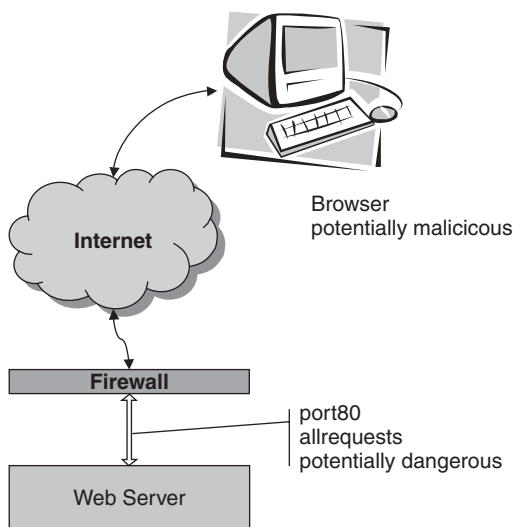 Browser
potentially malicicous
Internet
Firewall
port80
allrequests
potentially dangerous
Web Server